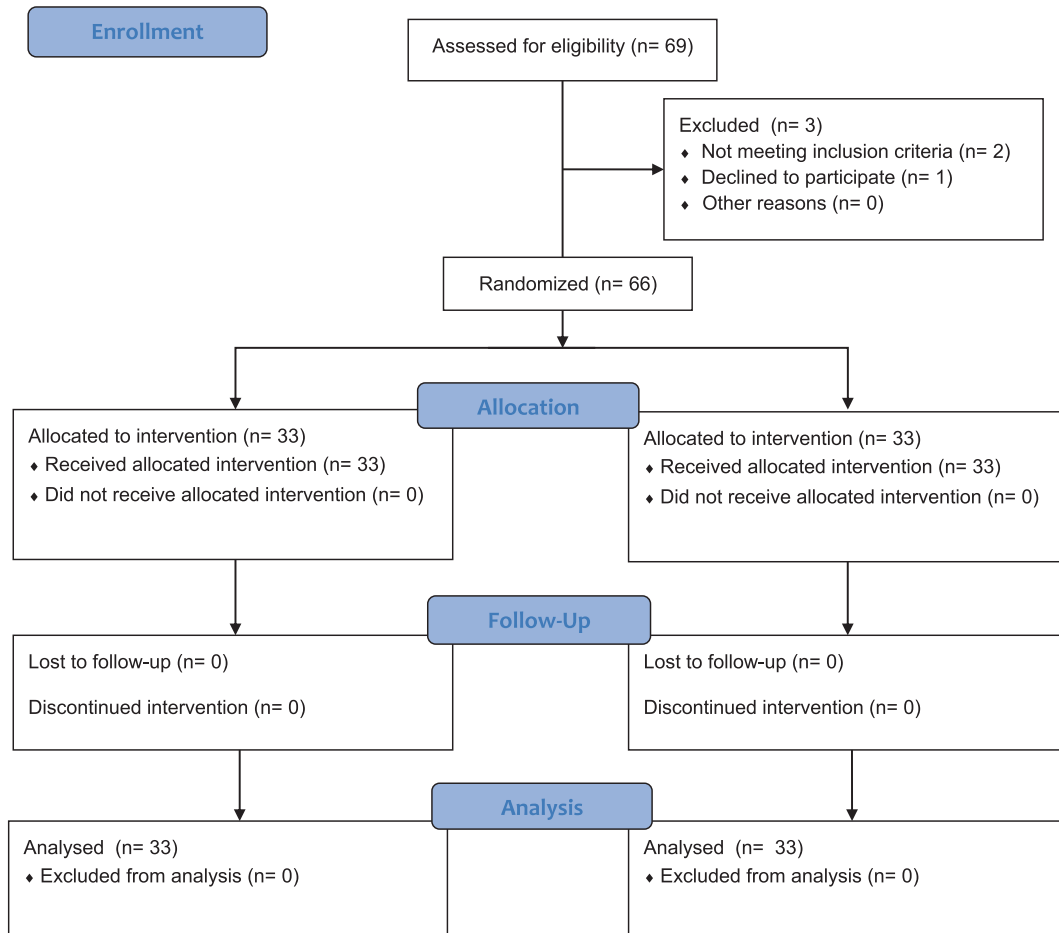 Enrollment
Assessed for eligibility (n= 69)
Excluded (n= 3)
♦ Not meeting inclusion criteria (n= 2)
♦ Declined to participate (n= 1)
♦ Other reasons (n= 0)
Randomized (n= 66)
Allocation
Allocated to intervention (n= 33)
♦ Received allocated intervention (n= 33)
♦ Did not receive allocated intervention (n= 0)
Allocated to intervention (n= 33)
♦ Received allocated intervention (n= 33)
♦ Did not receive allocated intervention (n= 0)
Follow-Up
Lost to follow-up (n= 0)
Discontinued intervention (n= 0)
Lost to follow-up (n= 0)
Discontinued intervention (n= 0)
Analysis
Analysed (n= 33)
♦ Excluded from analysis (n= 0)
Analysed (n= 33)
♦ Excluded from analysis (n= 0)